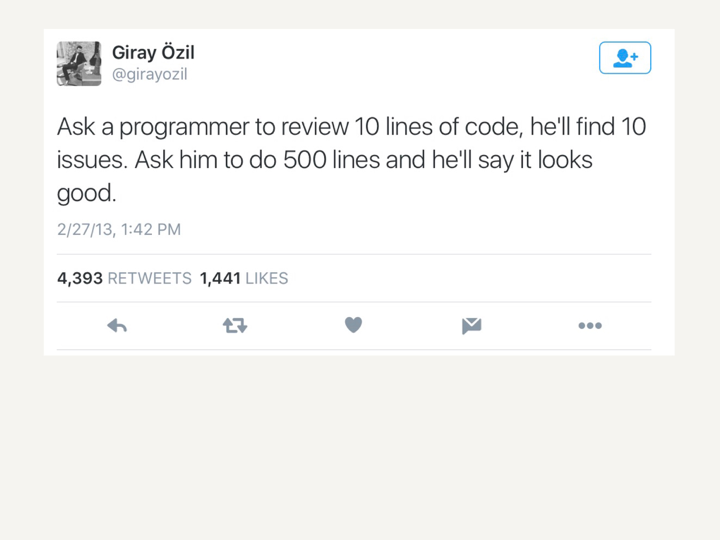 Giray Özil
@girayozil
Ask a programmer to review 10 lines of code, he'll find 10
issues. Ask him to do 500 lines and he'll say it looks
good.
2/27/13, 1:42 PM
4,393 RETWEETS 1,441 LIKES